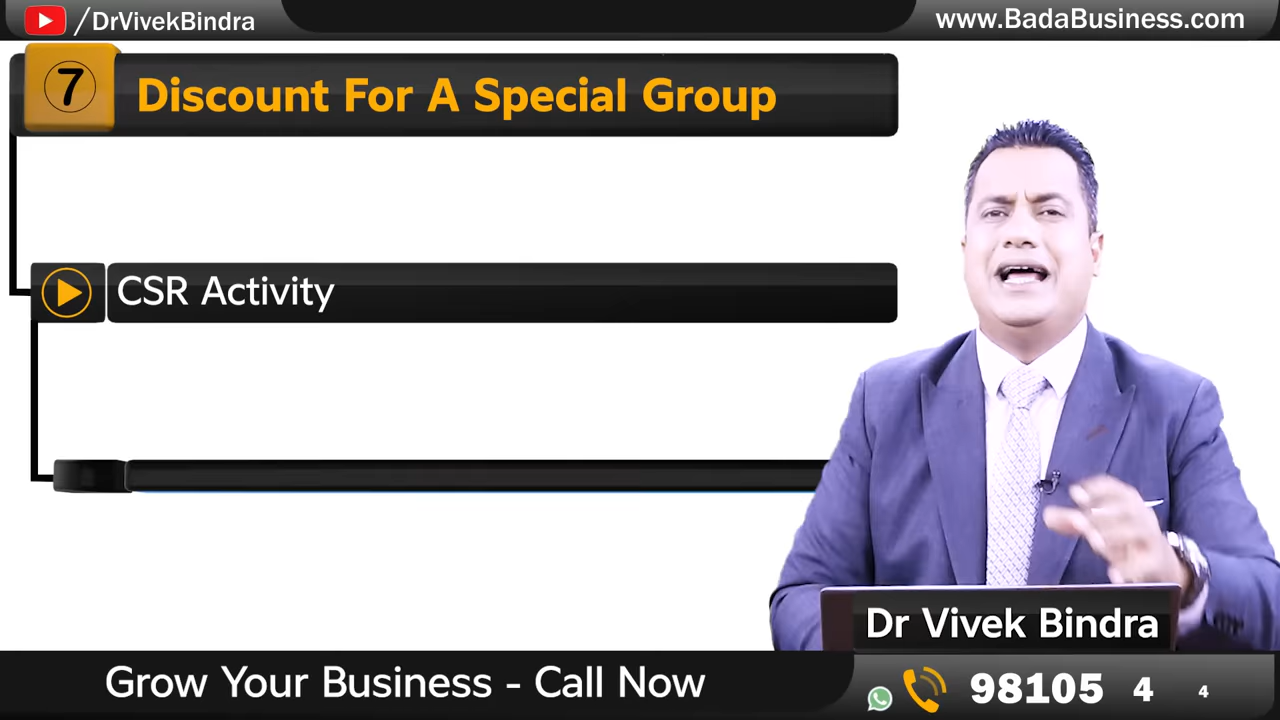 /DrVivekBindra
www.BadaBusiness.com
7 Discount For A Special Group
CSR Activity
Dr Vivek Bindra
Grow Your Business - Call Now
98105 4 4